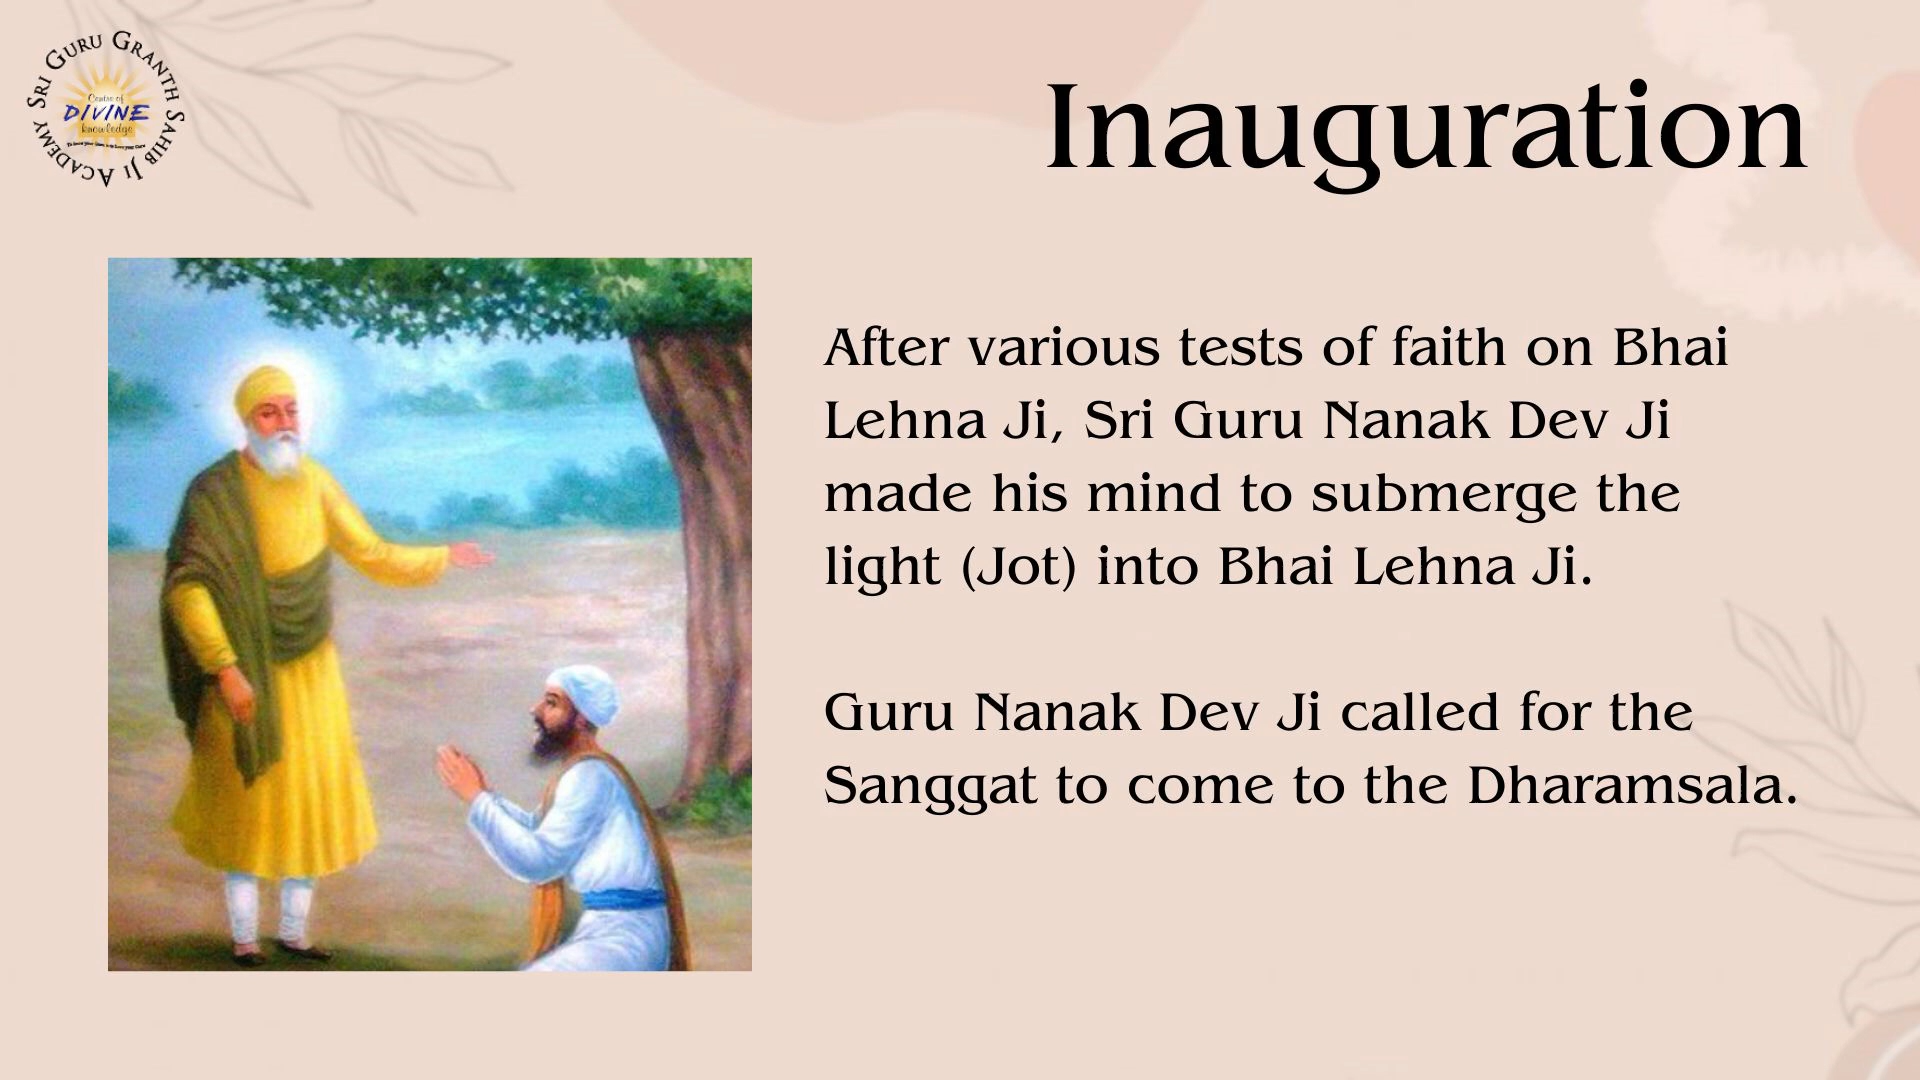 SRI GURU GRANTH SAHIB JI ACADEMY
Centre of
DIVINE
knowledge
Inauguration
After various tests of faith on Bhai
Lehna Ji, Sri Guru Nanak Dev Ji
made his mind to submerge the
light (Jot) into Bhai Lehna Ji.
Guru Nanak Dev Ji called for the
Sanggat to come to the Dharamsala.